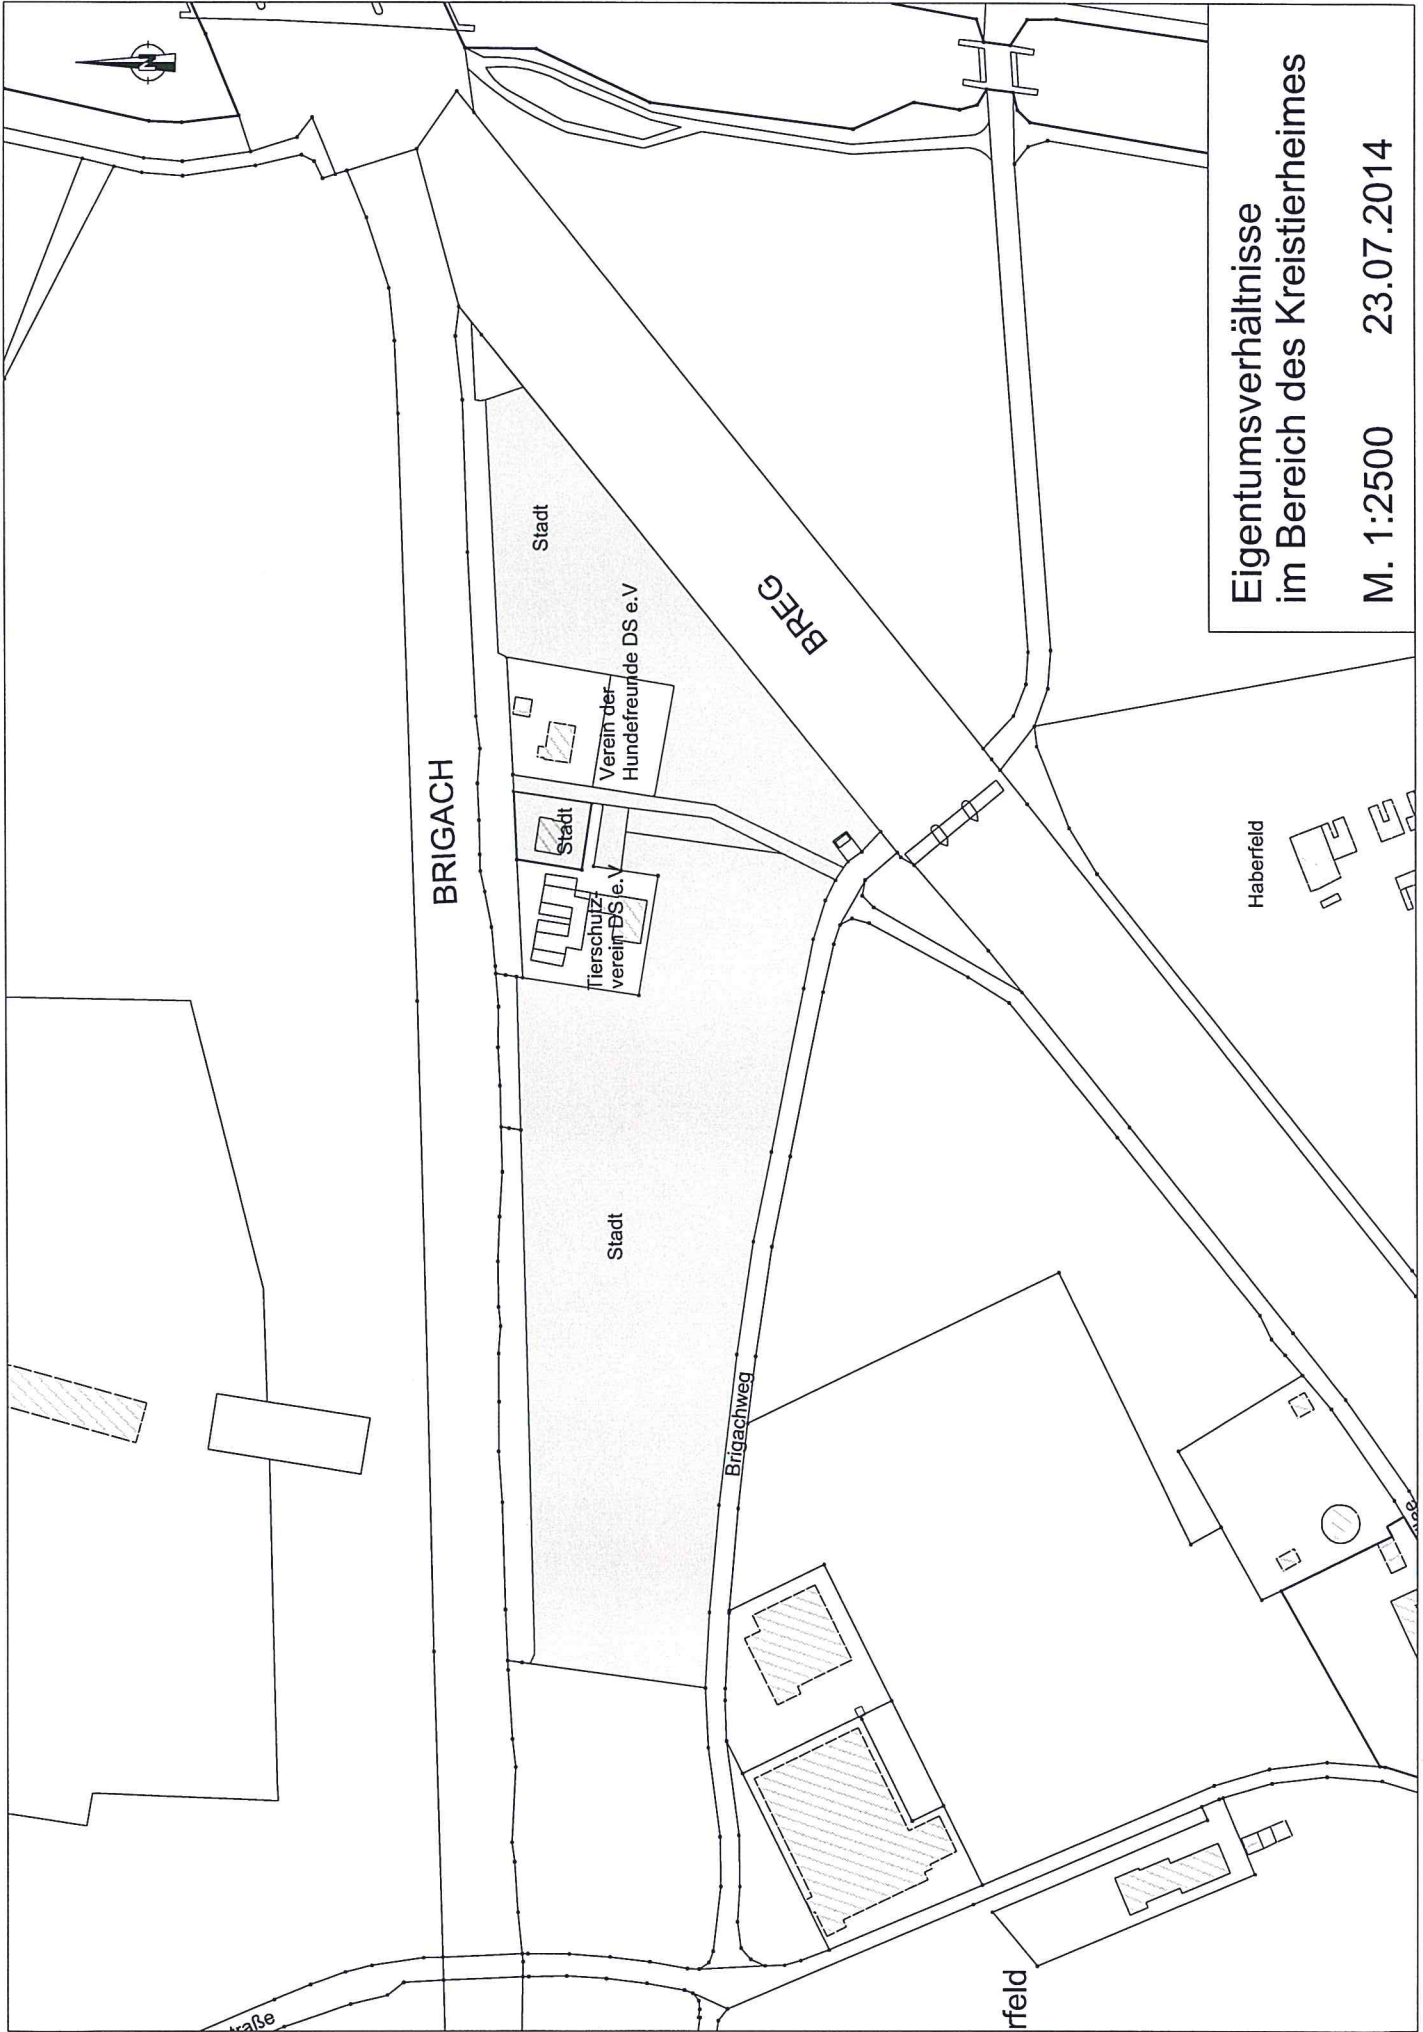 N
BRIGACH
Stadt
Verein der
Hundefreunde DS e.V
Stadt
Tierschutz-
verein DS e.V
Stadt
BREG
Brigachweg
Haberfeld
rfeld
traße
Eigentumsverhältnisse
im Bereich des Kreistierheimes
M. 1:2500 23.07.2014